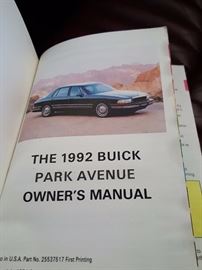 THE 1992 BUICK
PARK AVENUE
OWNER'S MANUAL
in U.S.A. Part No. 25537617 First Printing